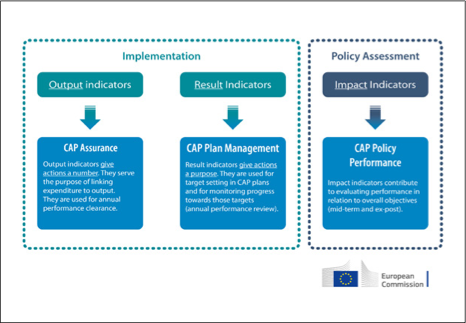 Implementation
Policy Assessment
Output indicators
Result Indicators
Impact Indicators
CAP Assurance
Output indicators give
actions a number. They serve
the purpose of linking
expenditure to output.
They are used for annual
performance clearance.
CAP Plan Management
Result indicators give actions
a purpose. They are used for
target setting in CAP plans
and for monitoring progress
towards those targets
(annual performance review).
CAP Policy
Performance
Impact indicators contribute
to evaluating performance in
relation to overall objectives
(mid-term and ex-post).
European
Commission